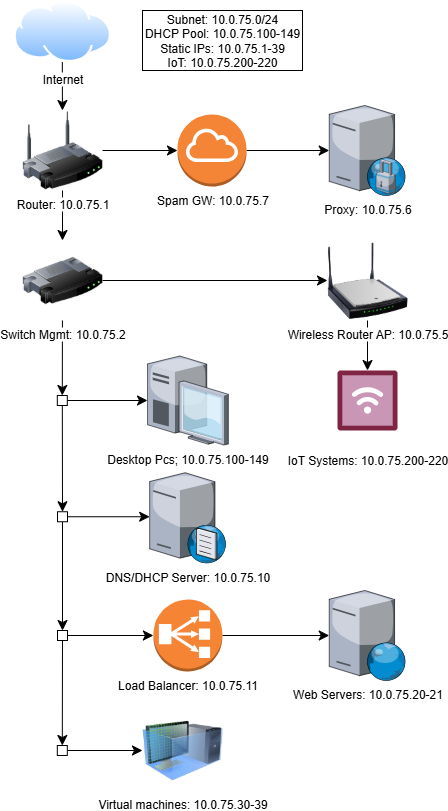 Subnet: 10.0.75.0/24
DHCP Pool: 10.0.75.100-149
Static IPs: 10.0.75.1-39
IoT: 10.0.75.200-220
Internet
Router: 10.0.75.1
Spam GW: 10.0.75.7
Proxy: 10.0.75.6
Switch Mgmt: 10.0.75.2
Wireless Router AP: 10.0.75.5
Desktop Pcs; 10.0.75.100-149
IoT Systems: 10.0.75.200-220
DNS/DHCP Server: 10.0.75.10
Load Balancer: 10.0.75.11
Web Servers: 10.0.75.20-21
Virtual machines: 10.0.75.30-39